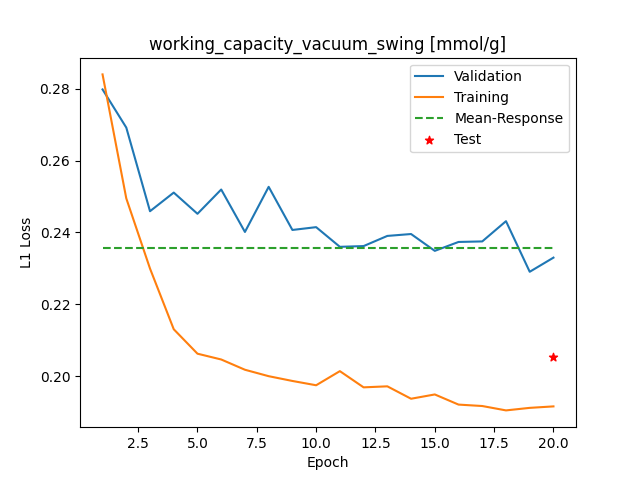 working_capacity_vacuum_swing [mmol/g]
Validation
Training
Mean-Response
Test
L1 Loss
0.28
0.26
0.24
0.22
0.20
2.5 5.0 7.5 10.0 12.5 15.0 17.5 20.0
Epoch